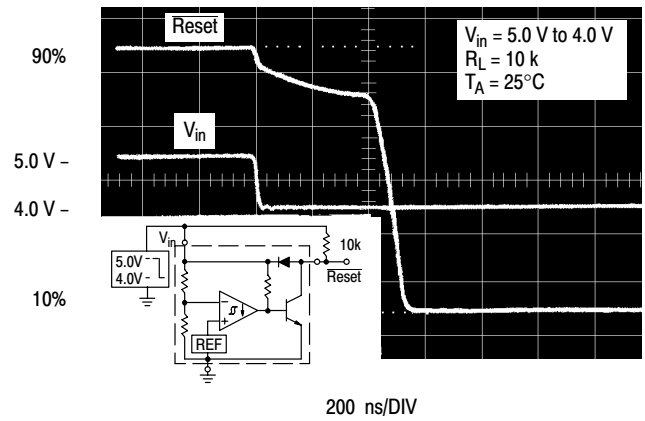 Reset
90%
V_in = 5.0 V to 4.0 V
R_L = 10 k
T_A = 25°C
V_in
5.0 V –
4.0 V –
V_in
10k
5.0V
4.0V
Reset
10%
REF
200 ns/DIV